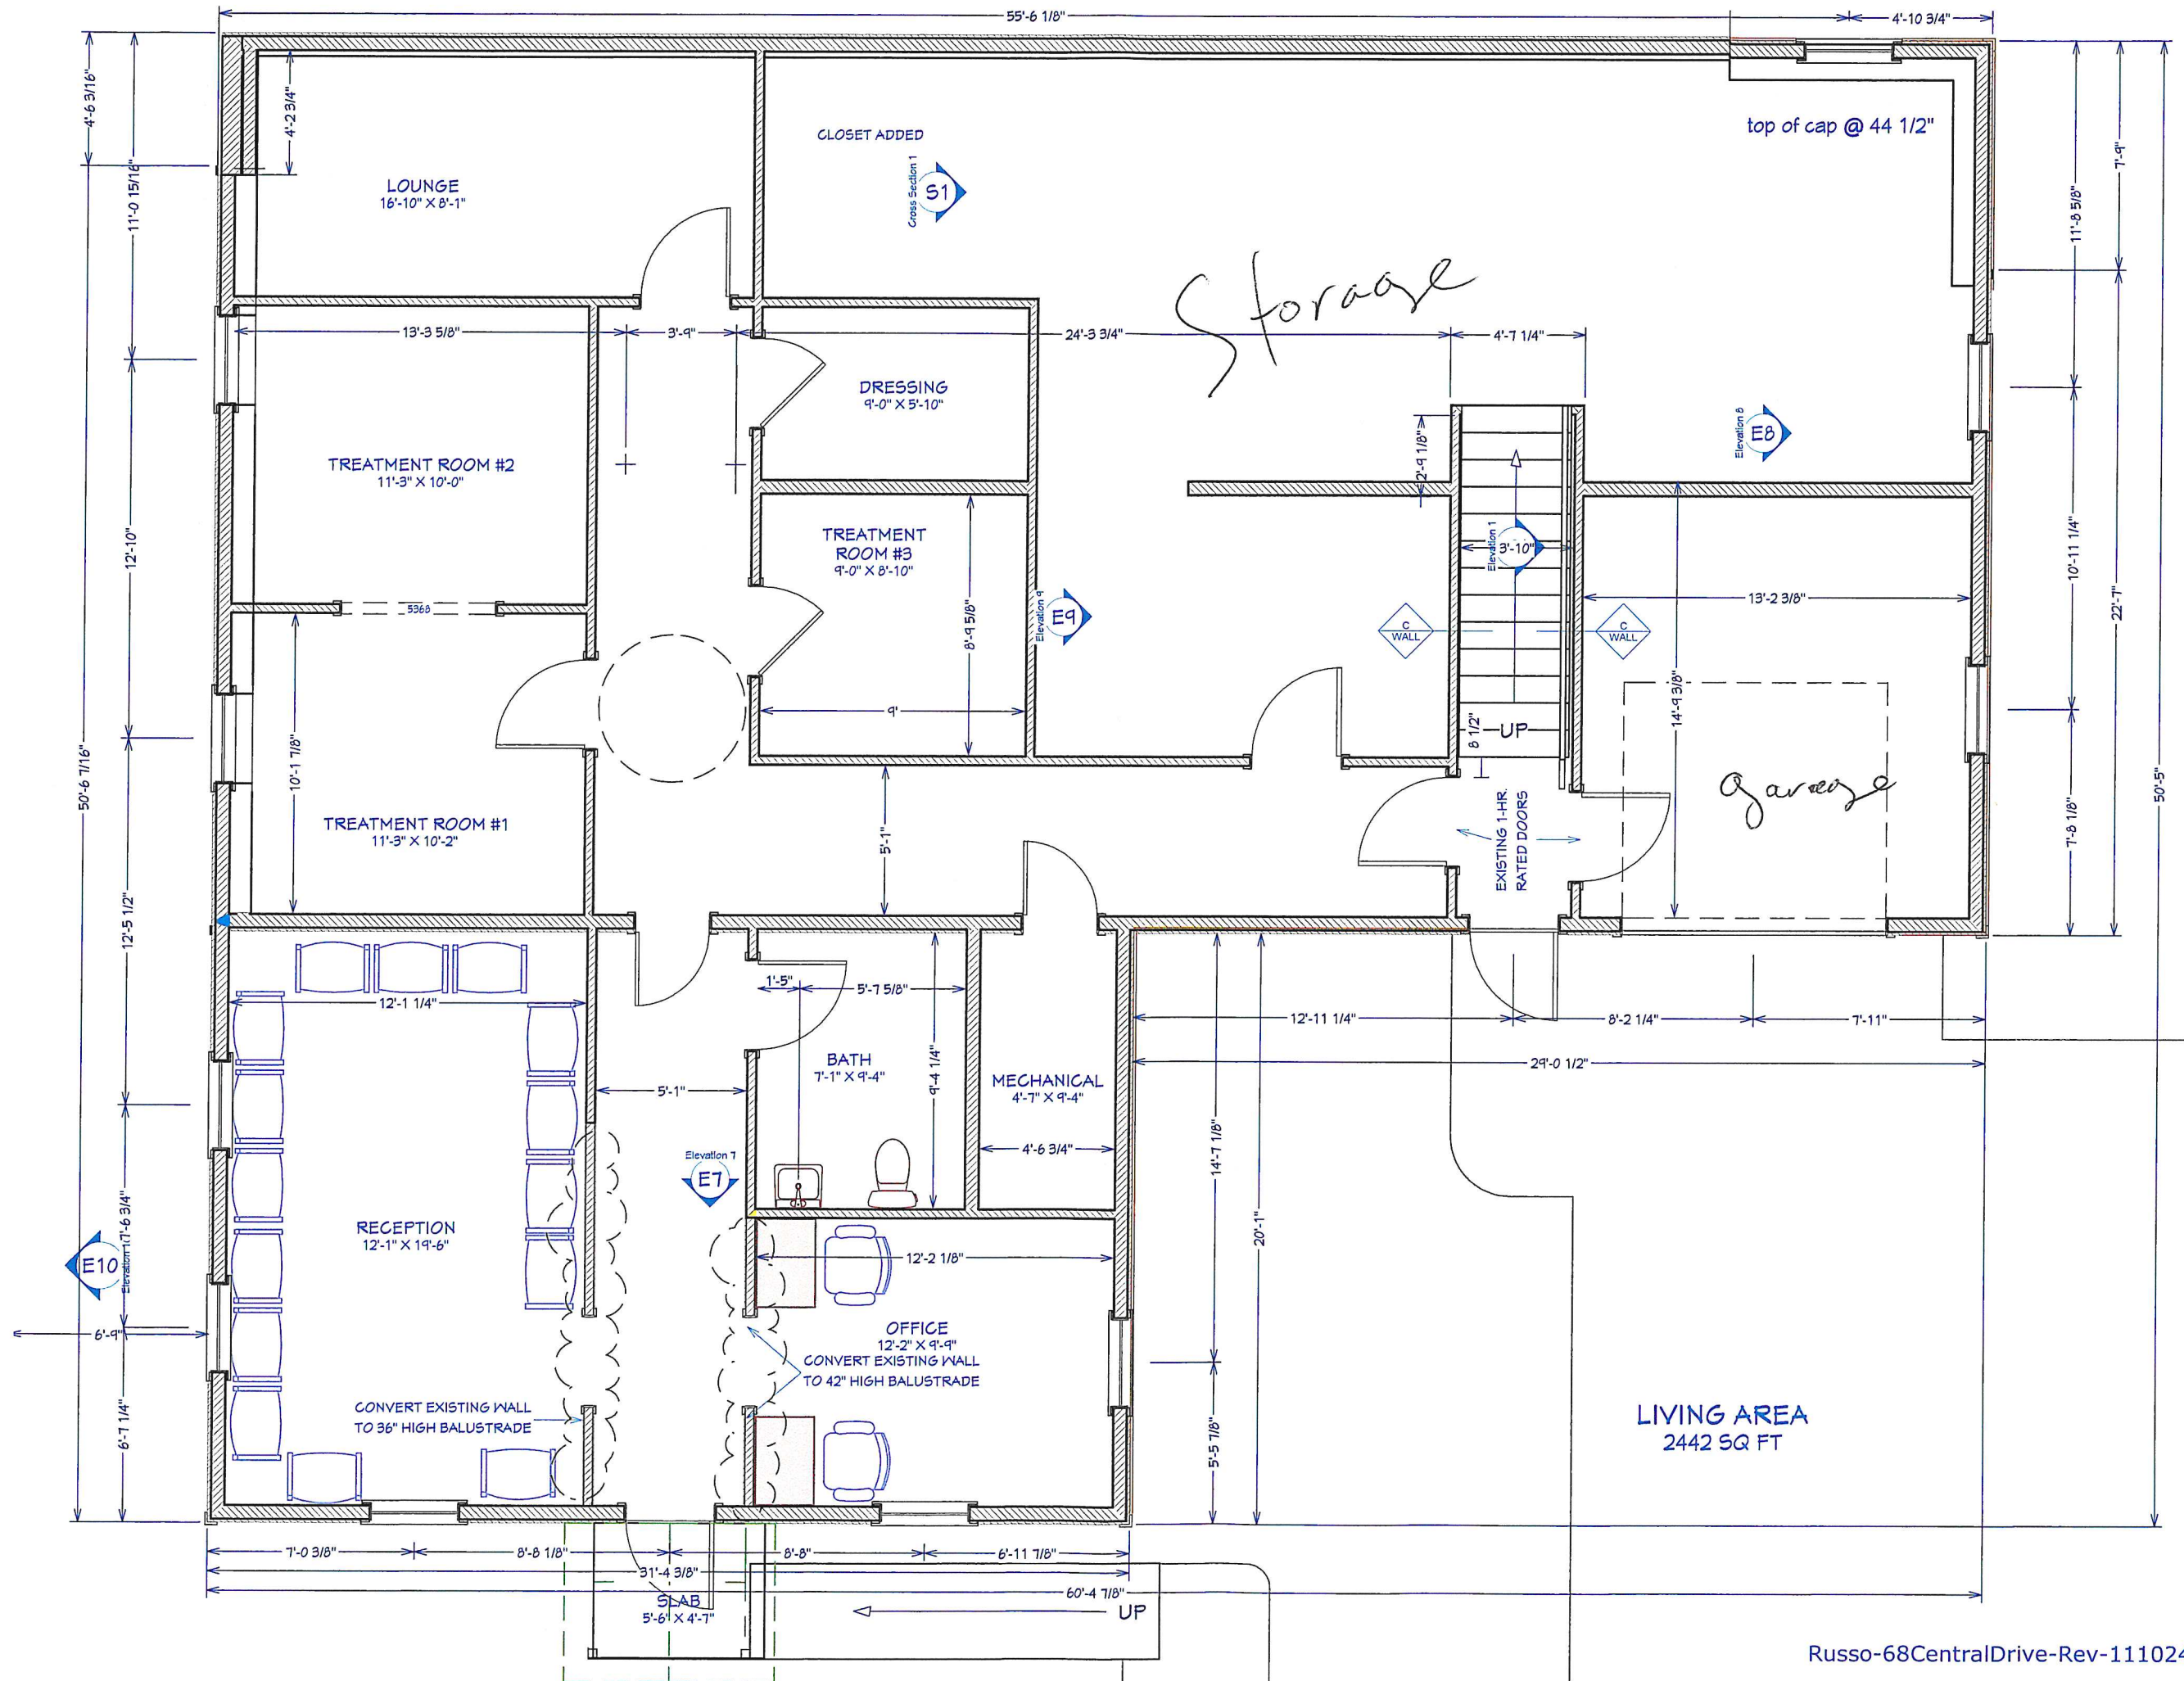 55'-6 1/8"
4'-10 3/4"
4'-6 3/16"
11'-0 15/16"
4'-2 3/4"
CLOSET ADDED
top of cap @ 44 1/2"
LOUNGE
16'-10" X 8'-1"
Cross Section 1
S1
7'-9"
11'-8 5/8"
Storage
13'-3 5/8"
3'-9"
24'-3 3/4"
4'-7 1/4"
DRESSING
9'-0" X 5'-10"
Elevation 8
E8
2'-9 1/8"
TREATMENT ROOM #2
11'-3" X 10'-0"
12'-10"
TREATMENT
ROOM #3
9'-0" X 8'-10"
Elevation 1
3'-10"
10'-11 1/4"
22'-7"
5368
8'-9 5/8"
Elevation 9
E9
C
WALL
C
WALL
13'-2 3/8"
14'-9 3/8"
9'
8 1/2"
UP
50'-6 7/16"
10'-1 7/8"
50'-5"
garage
TREATMENT ROOM #1
11'-3" X 10'-2"
5'-1"
EXISTING 1-HR.
RATED DOORS
7'-8 1/8"
12'-5 1/2"
12'-1 1/4"
1'-5"
5'-7 5/8"
12'-11 1/4"
8'-2 1/4"
7'-11"
BATH
7'-1" X 9'-4"
9'-4 1/4"
29'-0 1/2"
5'-1"
MECHANICAL
4'-7" X 9'-4"
4'-6 3/4"
14'-7 1/8"
20'-1"
Elevation 7
E7
RECEPTION
12'-1" X 19'-6"
7'-6 3/4"
E10
12'-2 1/8"
6'-9"
OFFICE
12'-2" X 9'-9"
CONVERT EXISTING WALL
TO 42" HIGH BALUSTRADE
CONVERT EXISTING WALL
TO 36" HIGH BALUSTRADE
6'-7 1/4"
5'-5 7/8"
LIVING AREA
2442 SQ FT
7'-0 3/8"
8'-8 1/8"
8'-8"
6'-11 7/8"
31'-4 3/8"
60'-4 7/8"
SLAB
5'-6" X 4'-7"
UP
Russo-68CentralDrive-Rev-111024